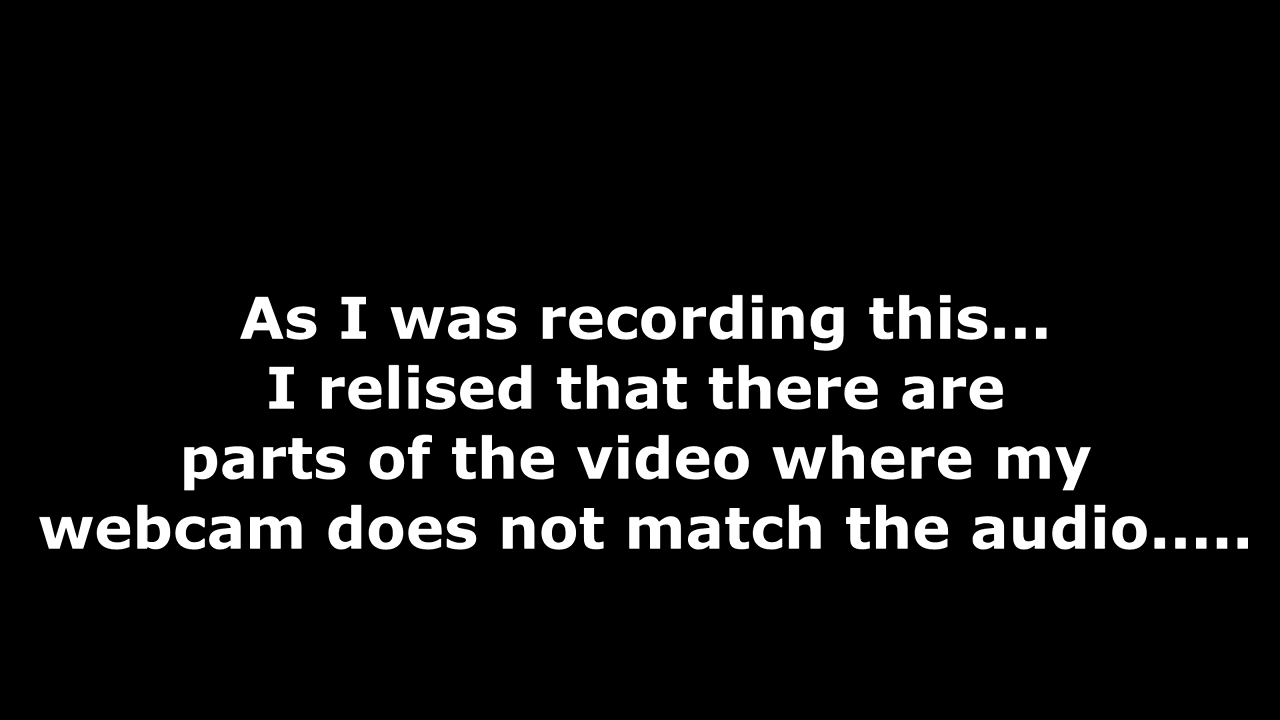 As I was recording this...
I relised that there are
parts of the video where my
webcam does not match the audio.....